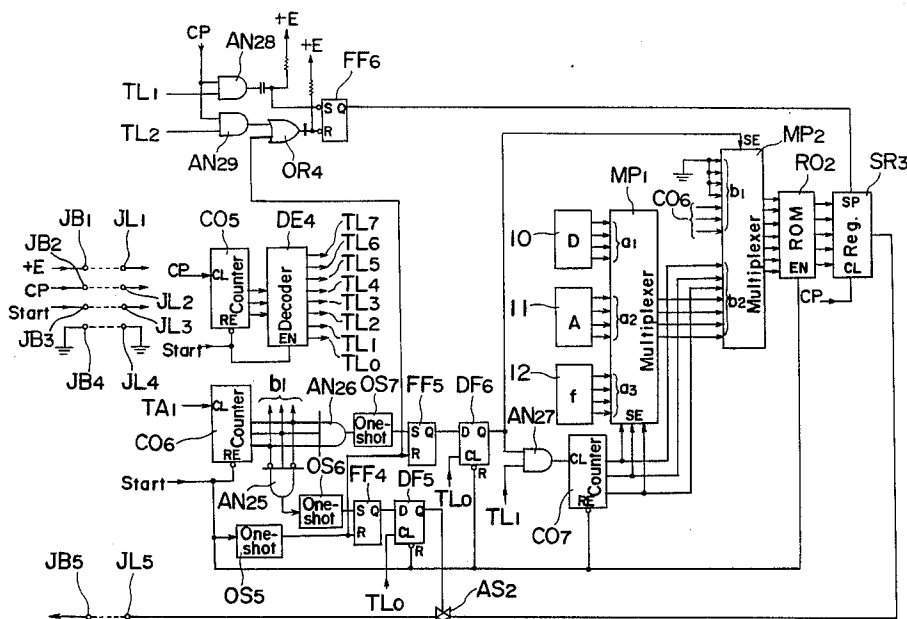 CP
AN28
+E
+E
FF6
TL1
S Q
R
TL2
AN29
OR4
SE
MP2
RO2
SR3
MP1
b1
CO6
JB1
JL1
CO5
DE4
TL7
TL6
TL5
TL4
TL3
TL2
TL1
TL0
JB2
+E
CP
CP
CL
Counter
Decoder
RE
EN
JL2
Start
JL3
JB3
Start
JB4
JL4
10
D
a1
11
A
a2
12
f
a3
SE
Multiplexer
b2
Multiplexer
ROM
EN
SP
Reg.
CL
CP
b1
AN26
OS7
FF5
DF6
TA1
CL
Counter
RE
CO6
One-shot
S Q
R
D Q
CL
R
AN27
Start
AN25
OS6
FF4
DF5
TL0
One-shot
S Q
R
D Q
CL
R
TL1
CL
Counter
RE
CO7
One-shot
OS5
TL0
AS2
JB5
JL5